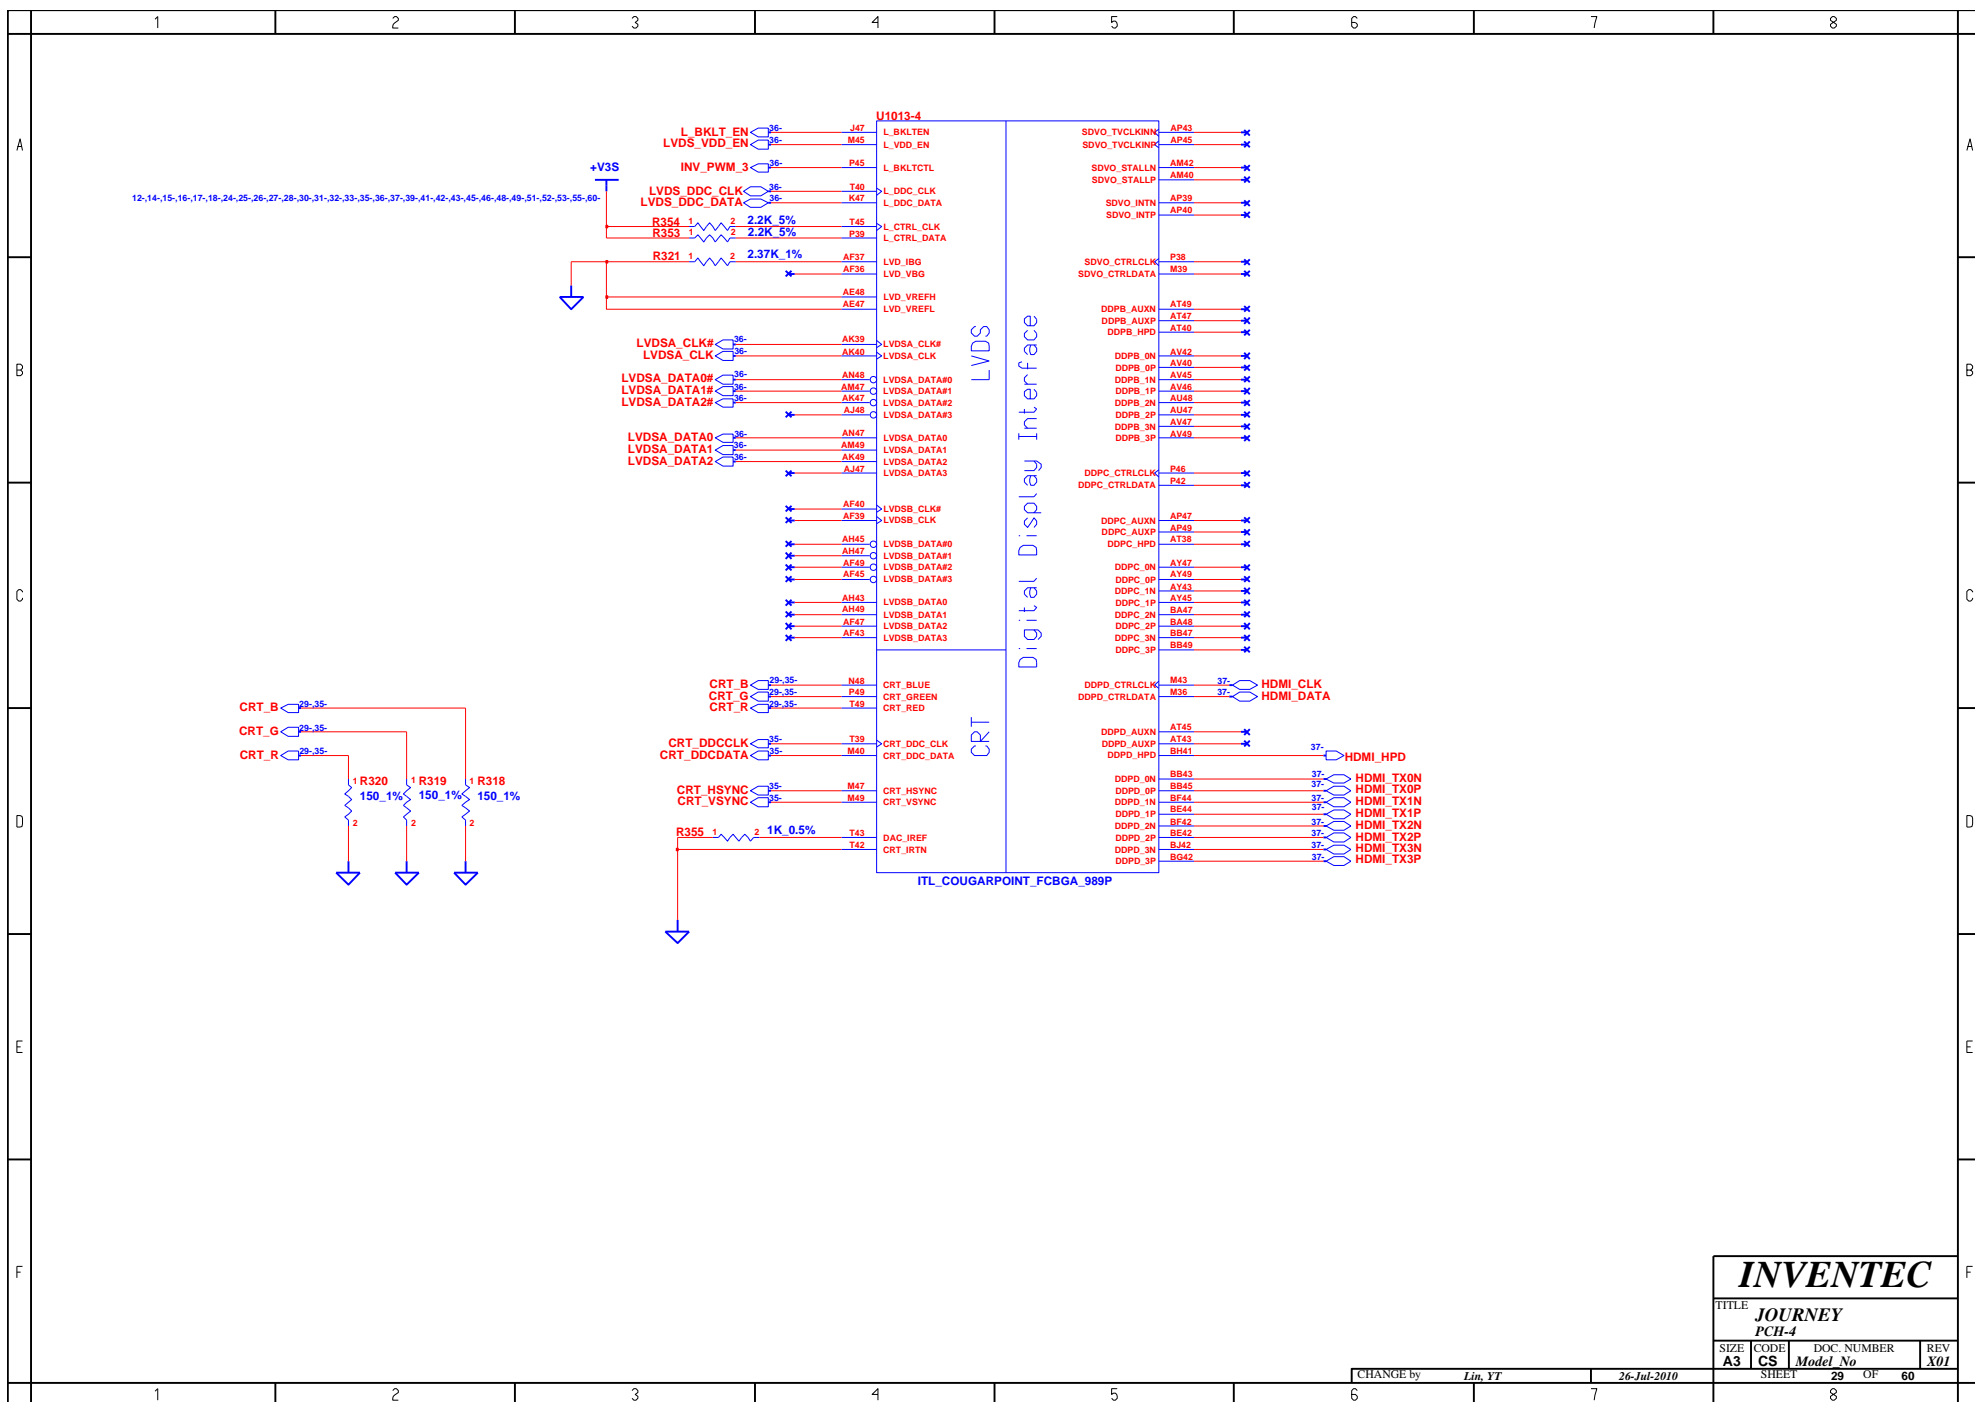 1 2 3 4 5 6 7 8
A A
B B
C C
D D
E E
F F
U1013-4
L_BKLT_EN 36- J47 L_BKLTEN
LVDS_VDD_EN 36- M45 L_VDD_EN
INV_PWM_3 36- P45 L_BKLTCTL
+V3S
12-,14-,15-,16-,17-,18-,24-,25-,26-,27-,28-,30-,31-,32-,33-,35-,36-,37-,39-,41-,42-,43-,45-,46-,48-,49-,51-,52-,53-,55-,60-
LVDS_DDC_CLK 36- T40 L_DDC_CLK
LVDS_DDC_DATA 36- K47 L_DDC_DATA
R354 1 2 2.2K_5% T45 L_CTRL_CLK
R353 1 2 2.2K_5% P39 L_CTRL_DATA
R321 1 2 2.37K_1% AF37 LVD_IBG
AF36 LVD_VBG
AE48 LVD_VREFH
AE47 LVD_VREFL
LVDSA_CLK# 36- AK39 LVDSA_CLK#
LVDSA_CLK 36- AK40 LVDSA_CLK
LVDSA_DATA0# 36- AN48 LVDSA_DATA#0
LVDSA_DATA1# 36- AM47 LVDSA_DATA#1
LVDSA_DATA2# 36- AK47 LVDSA_DATA#2
AJ48 LVDSA_DATA#3
LVDSA_DATA0 36- AN47 LVDSA_DATA0
LVDSA_DATA1 36- AM49 LVDSA_DATA1
LVDSA_DATA2 36- AK49 LVDSA_DATA2
AJ47 LVDSA_DATA3
AF40 LVDSB_CLK#
AF39 LVDSB_CLK
AH45 LVDSB_DATA#0
AH47 LVDSB_DATA#1
AF49 LVDSB_DATA#2
AF45 LVDSB_DATA#3
AH43 LVDSB_DATA0
AH49 LVDSB_DATA1
AF47 LVDSB_DATA2
AF43 LVDSB_DATA3
LVDS
Digital Display Interface
CRT
CRT_B 29-,35- N48 CRT_BLUE
CRT_G 29-,35- P49 CRT_GREEN
CRT_R 29-,35- T49 CRT_RED
CRT_DDCCLK 35- T39 CRT_DDC_CLK
CRT_DDCDATA 35- M40 CRT_DDC_DATA
CRT_HSYNC 35- M47 CRT_HSYNC
CRT_VSYNC 35- M49 CRT_VSYNC
R355 1 2 1K_0.5% T43 DAC_IREF
T42 CRT_IRTN
SDVO_TVCLKINN AP43
SDVO_TVCLKINP AP45
SDVO_STALLN AM42
SDVO_STALLP AM40
SDVO_INTN AP39
SDVO_INTP AP40
SDVO_CTRLCLK P38
SDVO_CTRLDATA M39
DDPB_AUXN AT49
DDPB_AUXP AT47
DDPB_HPD AT40
DDPB_0N AV42
DDPB_0P AV40
DDPB_1N AV45
DDPB_1P AV46
DDPB_2N AU48
DDPB_2P AU47
DDPB_3N AV47
DDPB_3P AV49
DDPC_CTRLCLK P46
DDPC_CTRLDATA P42
DDPC_AUXN AP47
DDPC_AUXP AP49
DDPC_HPD AT38
DDPC_0N AY47
DDPC_0P AY49
DDPC_1N AY43
DDPC_1P AY45
DDPC_2N BA47
DDPC_2P BA48
DDPC_3N BB47
DDPC_3P BB49
DDPD_CTRLCLK M43 37- HDMI_CLK
DDPD_CTRLDATA M36 37- HDMI_DATA
DDPD_AUXN AT45
DDPD_AUXP AT43
DDPD_HPD BH41 37- HDMI_HPD
DDPD_0N BB43 37- HDMI_TX0N
DDPD_0P BB45 37- HDMI_TX0P
DDPD_1N BF44 37- HDMI_TX1N
DDPD_1P BE44 37- HDMI_TX1P
DDPD_2N BF42 37- HDMI_TX2N
DDPD_2P BE42 37- HDMI_TX2P
DDPD_3N BJ42 37- HDMI_TX3N
DDPD_3P BG42 37- HDMI_TX3P
ITL_COUGARPOINT_FCBGA_989P
CRT_B 29-,35-
CRT_G 29-,35-
CRT_R 29-,35-
1 R320 1 R319 1 R318
150_1% 150_1% 150_1%
2 2 2
INVENTEC
TITLE JOURNEY
PCH-4
SIZE CODE DOC. NUMBER REV
A3 CS Model_No X01
CHANGE by Lin, YT 26-Jul-2010 SHEET 29 OF 60
1 2 3 4 5 6 7 8